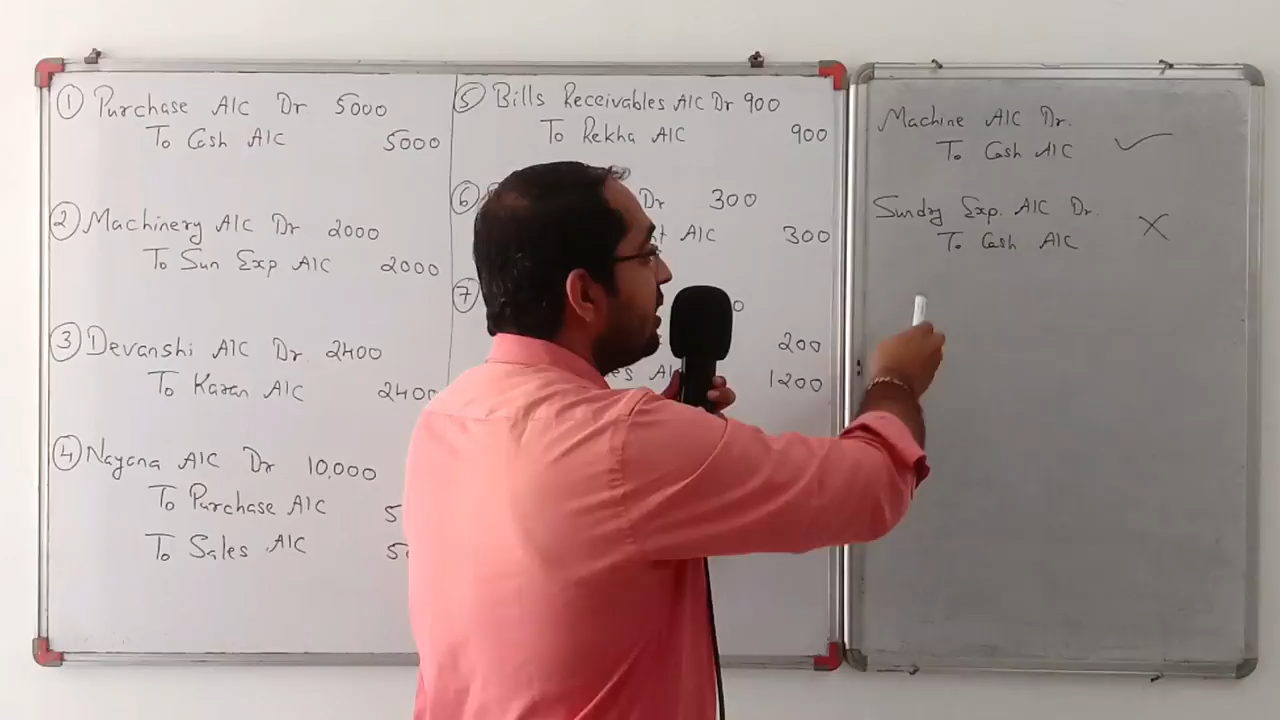 ① Purchase A/C Dr 5000
To Cash A/C 5000
② Machinery A/C Dr 2000
To Sun Exp A/C 2000
③ Devanshi A/C Dr. 2400
To Karan A/C 2400
④ Nayana A/C Dr 10,000
To Purchase A/C 5
To Sales A/C
⑤ Bills Receivables A/C Dr 900
To Rekha A/C 900
⑥ Dr 300
A/C 300
⑦
200
1200
Machine A/C Dr.
To Cash A/C ✓
Sundry Exp. A/C Dr.
To Cash A/C X